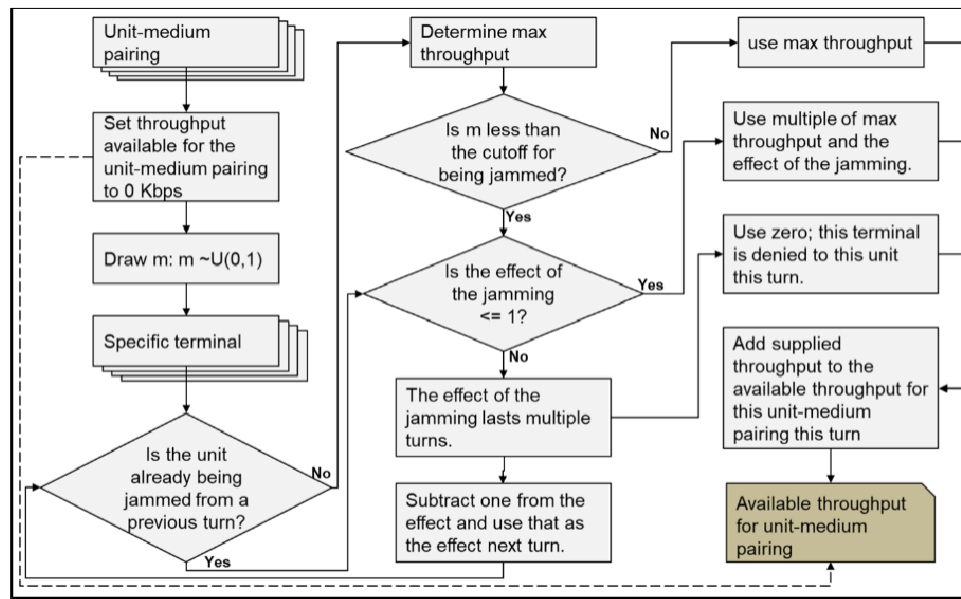 Unit-medium
pairing
Set throughput
available for the
unit-medium pairing
to 0 Kbps
Draw m: m ~U(0,1)
Specific terminal
Is the unit
already being
jammed from a
previous turn?
No
Yes
Determine max
throughput
Is m less than
the cutoff for
being jammed?
No
Yes
Is the effect of
the jamming
<= 1?
Yes
No
The effect of the
jamming lasts multiple
turns.
Subtract one from the
effect and use that as
the effect next turn.
use max throughput
Use multiple of max
throughput and the
effect of the jamming.
Use zero; this terminal
is denied to this unit
this turn.
Add supplied
throughput to the
available throughput for
this unit-medium
pairing this turn
Available throughput
for unit-medium
pairing